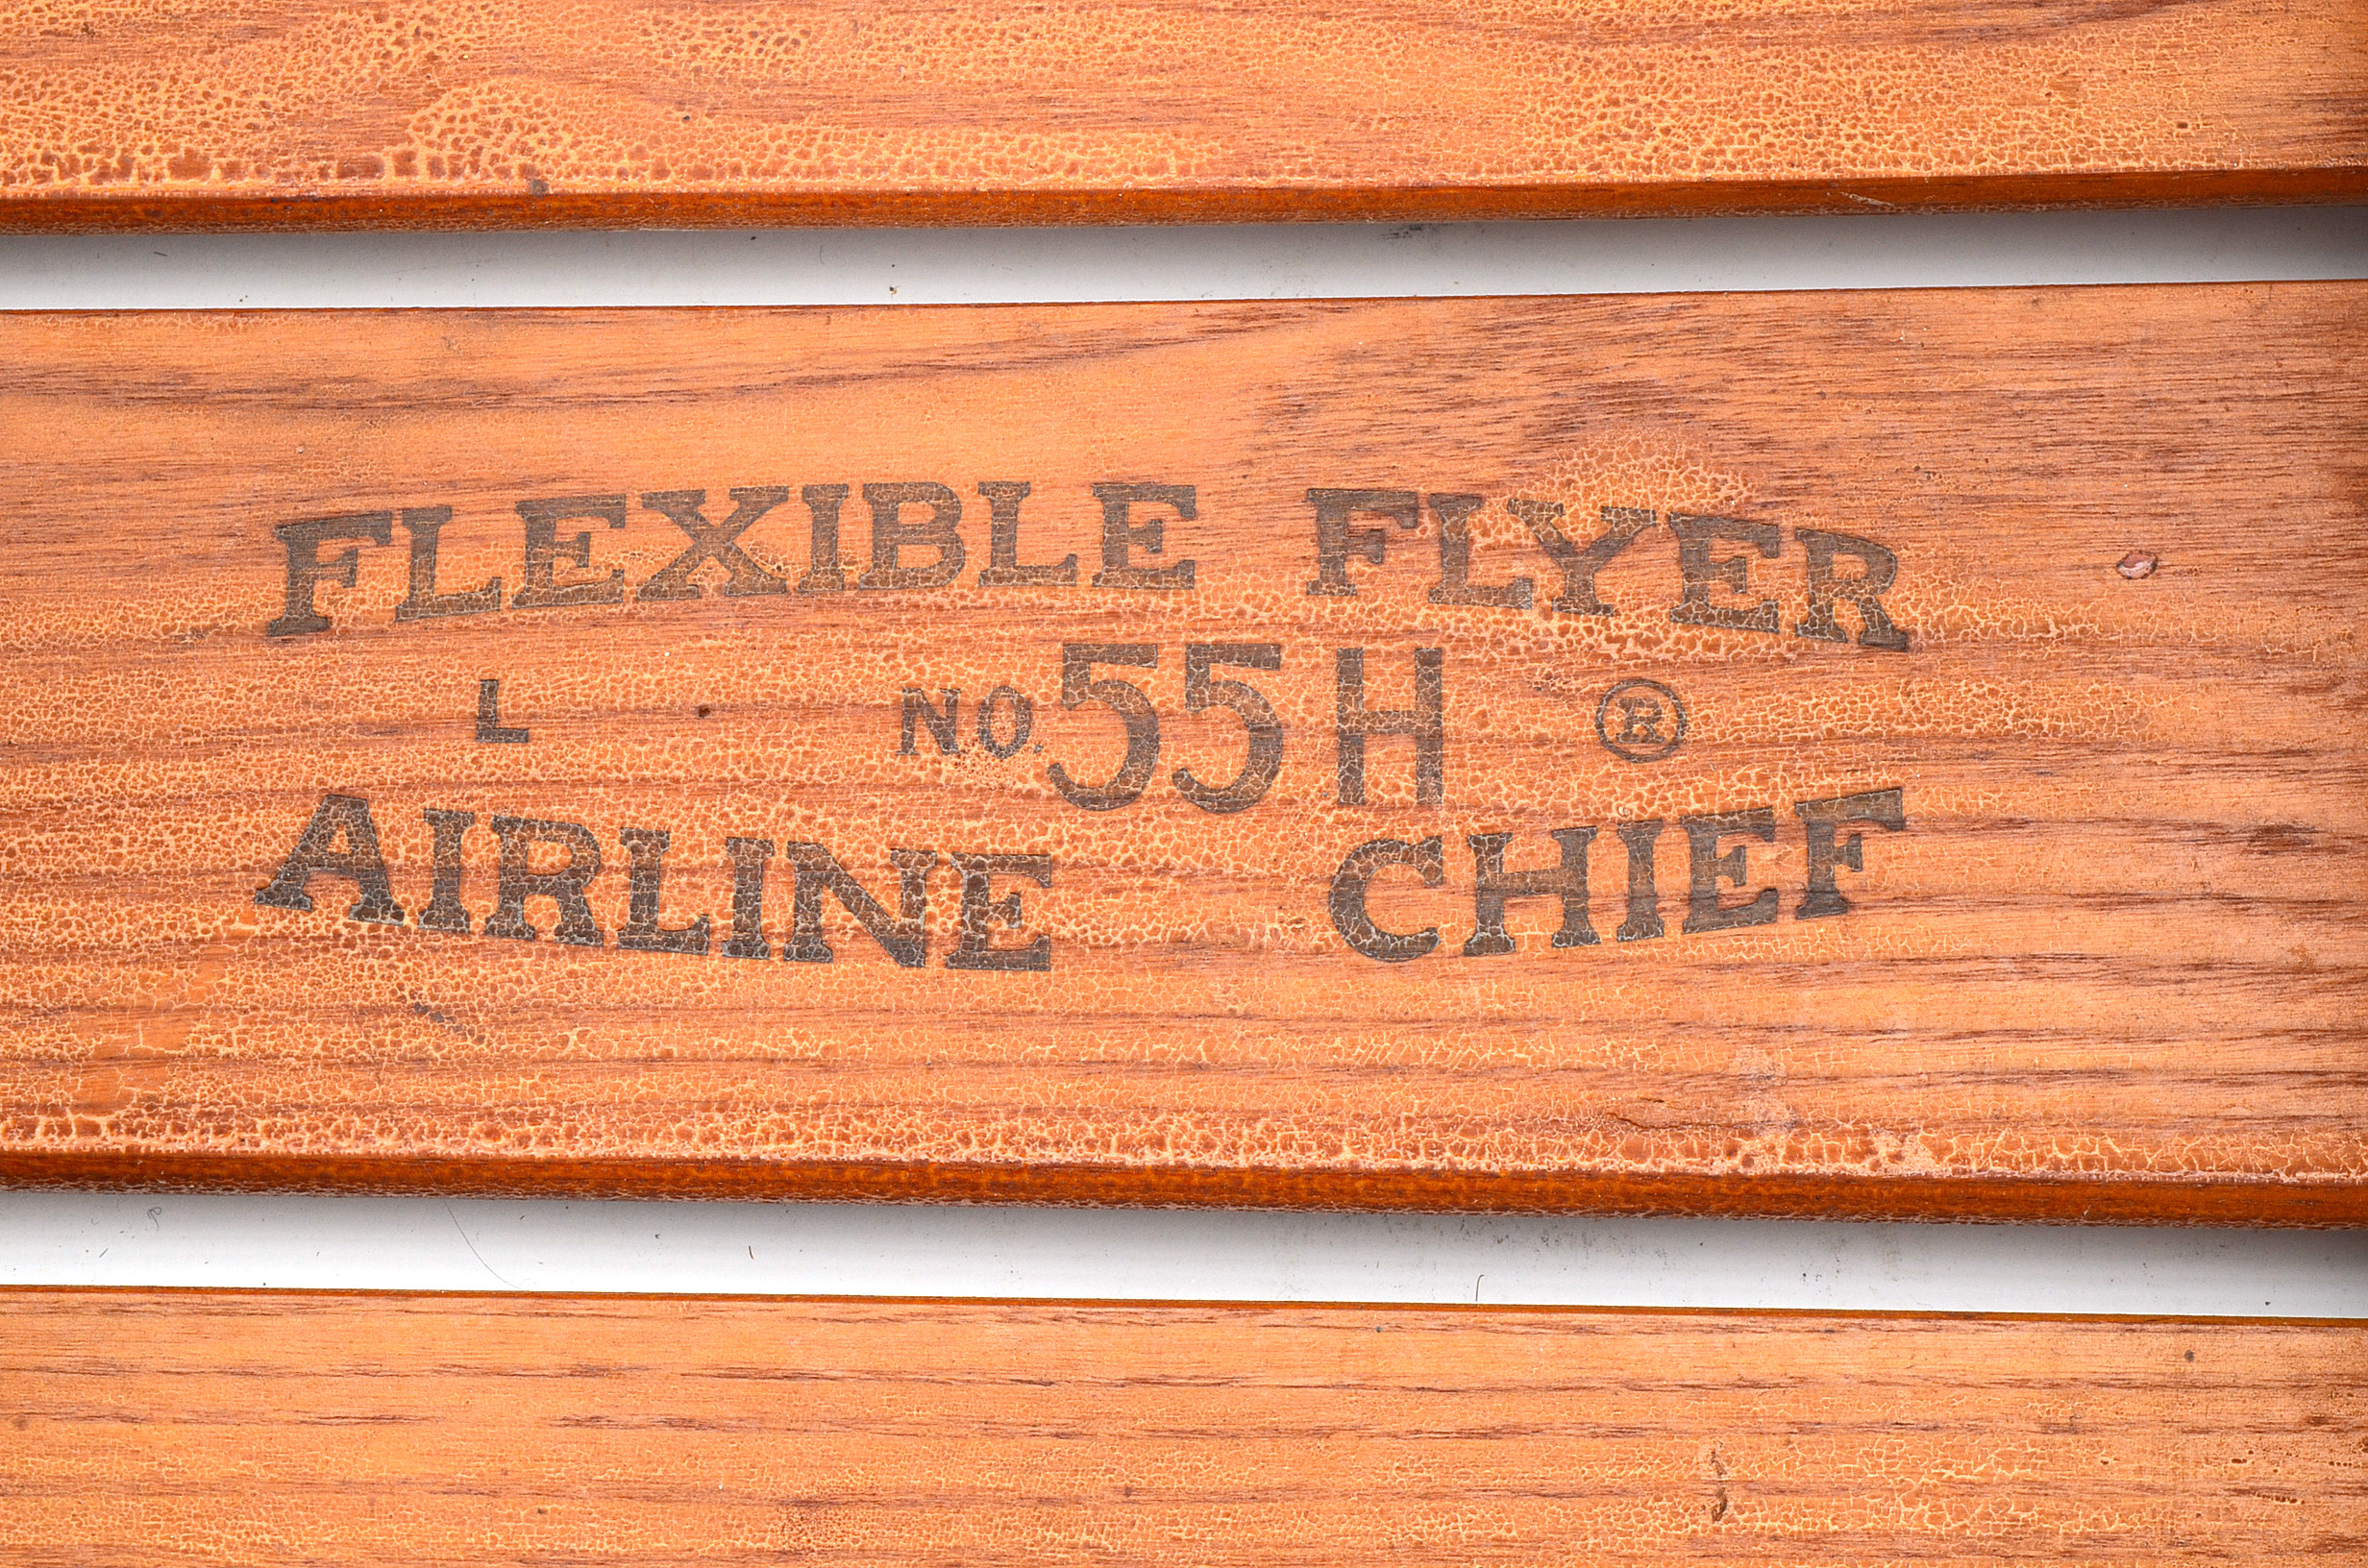 FLEXIBLE FLYER
L NO 55H ®
AIRLINE CHIEF